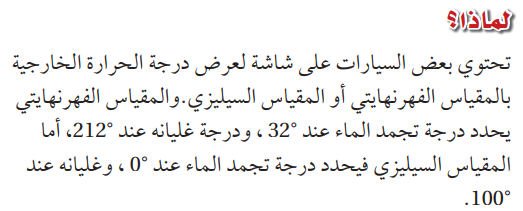 لماذا؟
تحتوي بعض السيارات على شاشة لعرض درجة الحرارة الخارجية
بالمقياس الفهرنهايتي أو المقياس السيليزي.والمقياس الفهرنهايتي
يحدد درجة تجمد الماء عند °32 ، ودرجة غليانه عند °212، أما
المقياس السيليزي فيحدد درجة تجمد الماء عند °0 ، وغليانه عند
°100.